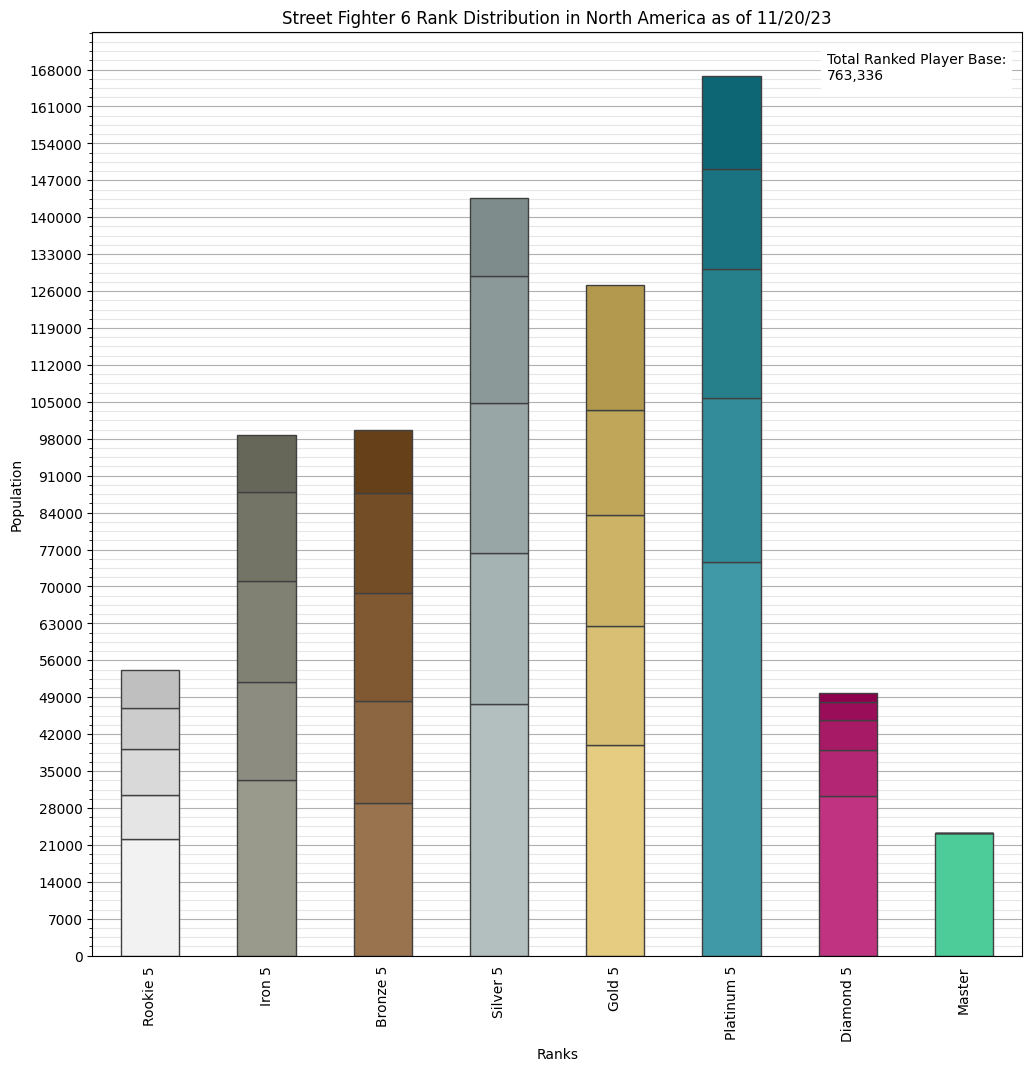 Street Fighter 6 Rank Distribution in North America as of 11/20/23
Total Ranked Player Base:
763,336
168000
161000
154000
147000
140000
133000
126000
119000
112000
105000
98000
91000
84000
77000
70000
63000
56000
49000
42000
35000
28000
21000
14000
7000
0
Population
Rookie 5
Iron 5
Bronze 5
Silver 5
Gold 5
Platinum 5
Diamond 5
Master
Ranks